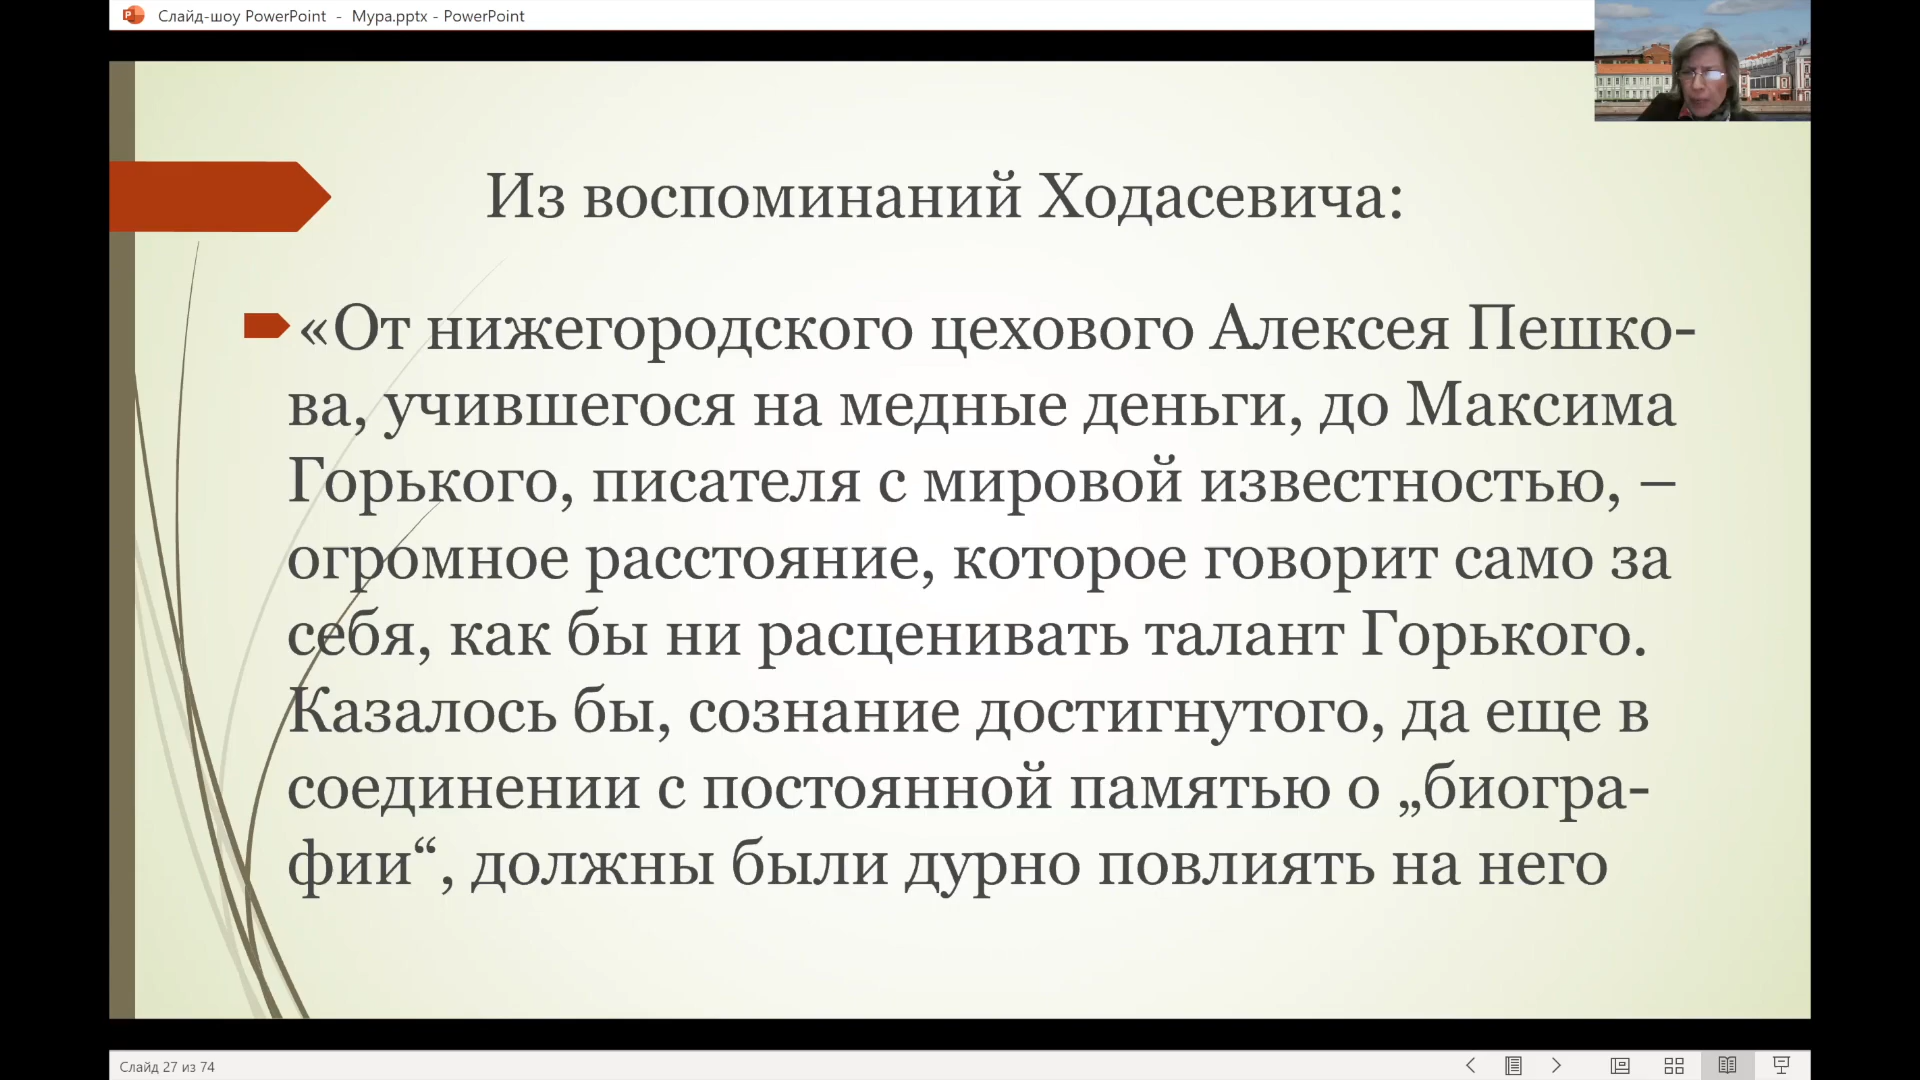 Слайд-шоу PowerPoint - Мура.pptx - PowerPoint
Из воспоминаний Ходасевича:
«От нижегородского цехового Алексея Пешко-
ва, учившегося на медные деньги, до Максима
Горького, писателя с мировой известностью, –
огромное расстояние, которое говорит само за
себя, как бы ни расценивать талант Горького.
Казалось бы, сознание достигнутого, да еще в
соединении с постоянной памятью о „биогра-
фии“, должны были дурно повлиять на него
Слайд 27 из 74